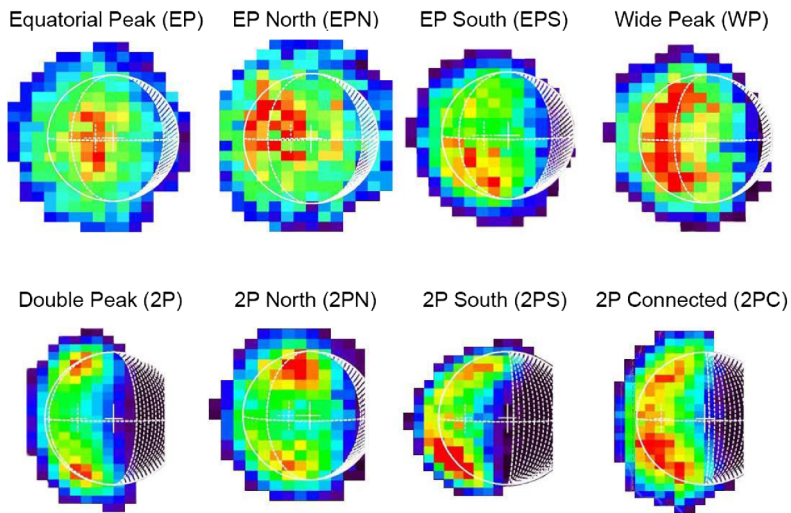 Equatorial Peak (EP)
EP North (EPN)
EP South (EPS)
Wide Peak (WP)
Double Peak (2P)
2P North (2PN)
2P South (2PS)
2P Connected (2PC)